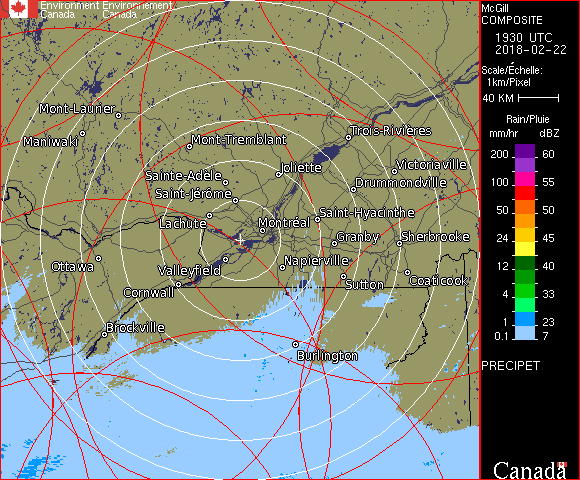 Environment Environnement
Canada Canada
McGill
COMPOSITE
1930 UTC
2018-02-22
Scale/Échelle:
1km/Pixel
40 KM
Rain/Pluie
mm/hr dBZ
200 60
150 57
100 55
50 50
24 45
12 40
4 33
1 23
0.1 7
PRECIPET
Canada
Mont-Laurier
Maniwaki
Mont-Tremblant
Trois-Rivières
Joliette
Victoriaville
Sainte-Adèle
Drummondville
Saint-Jérôme
Saint-Hyacinthe
Lachute
Montréal
Granby
Sherbrooke
Ottawa
Valleyfield
Napierville
Cornwall
Sutton
Coaticook
Brockville
Burlington